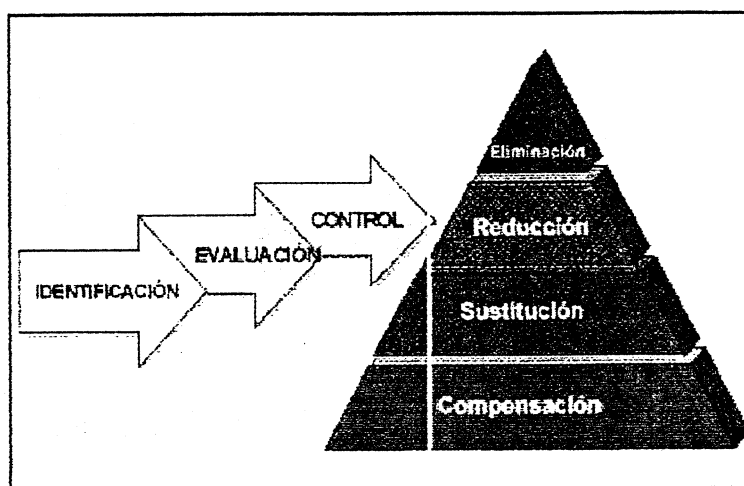 IDENTIFICACIÓN
EVALUACIÓN
CONTROL
Eliminación
Reducción
Sustitución
Compensación